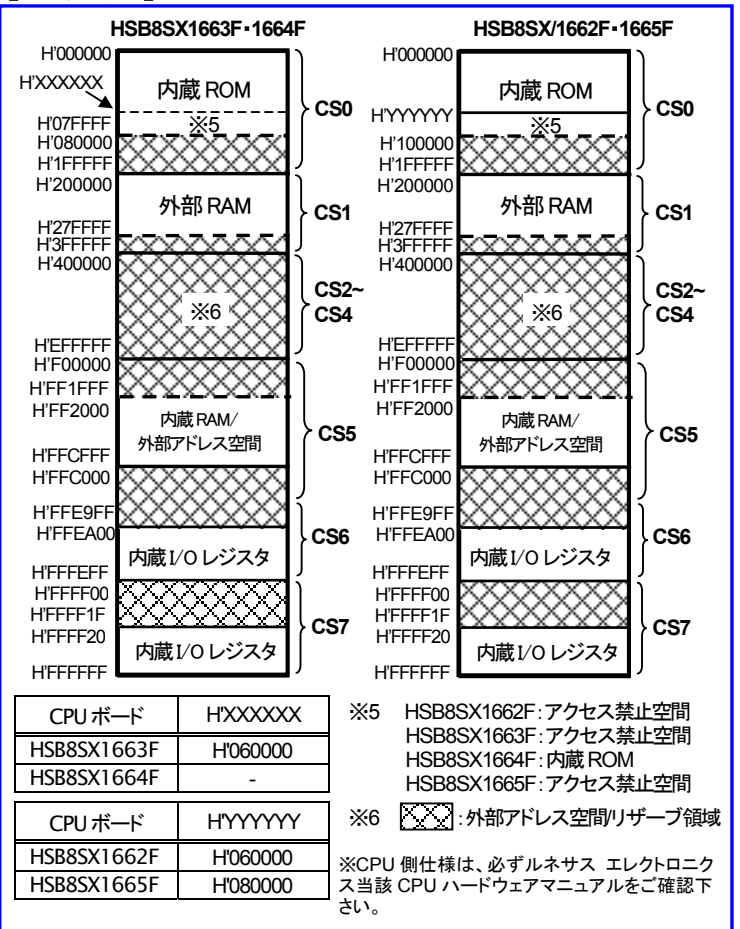 HSB8SX1663F・1664F
H'000000
H'XXXXXX
内蔵 ROM
※5
CS0
H'07FFFF
H'080000
H'1FFFFF
H'200000
外部 RAM
CS1
H'27FFFF
H'3FFFFF
H'400000
※6
CS2~
CS4
H'EFFFFF
H'F00000
H'FF1FFF
H'FF2000
内蔵 RAM/
外部アドレス空間
CS5
H'FFCFFF
H'FFC000
H'FFE9FF
H'FFEA00
CS6
内蔵 I/O レジスタ
H'FFFEFF
H'FFFF00
H'FFFF1F
H'FFFF20
CS7
内蔵 I/O レジスタ
H'FFFFFF
HSB8SX/1662F・1665F
H'000000
内蔵 ROM
H'YYYYYY
※5
CS0
H'100000
H'1FFFFF
H'200000
外部 RAM
CS1
H'27FFFF
H'3FFFFF
H'400000
※6
CS2~
CS4
H'EFFFFF
H'F00000
H'FF1FFF
H'FF2000
内蔵 RAM/
外部アドレス空間
CS5
H'FFCFFF
H'FFC000
H'FFE9FF
H'FFEA00
CS6
内蔵 I/O レジスタ
H'FFFEFF
H'FFFF00
H'FFFF1F
H'FFFF20
CS7
内蔵 I/O レジスタ
H'FFFFFF
CPU ボード H'XXXXXX
HSB8SX1663F H'060000
HSB8SX1664F -
CPU ボード H'YYYYYY
HSB8SX1662F H'060000
HSB8SX1665F H'080000
※5 HSB8SX1662F：アクセス禁止空間
HSB8SX1663F：アクセス禁止空間
HSB8SX1664F：内蔵 ROM
HSB8SX1665F：アクセス禁止空間
※6 ：外部アドレス空間/リザーブ領域
※CPU 側仕様は、必ずルネサス エレクトロニク
ス当該 CPU ハードウェアマニュアルをご確認下
さい。